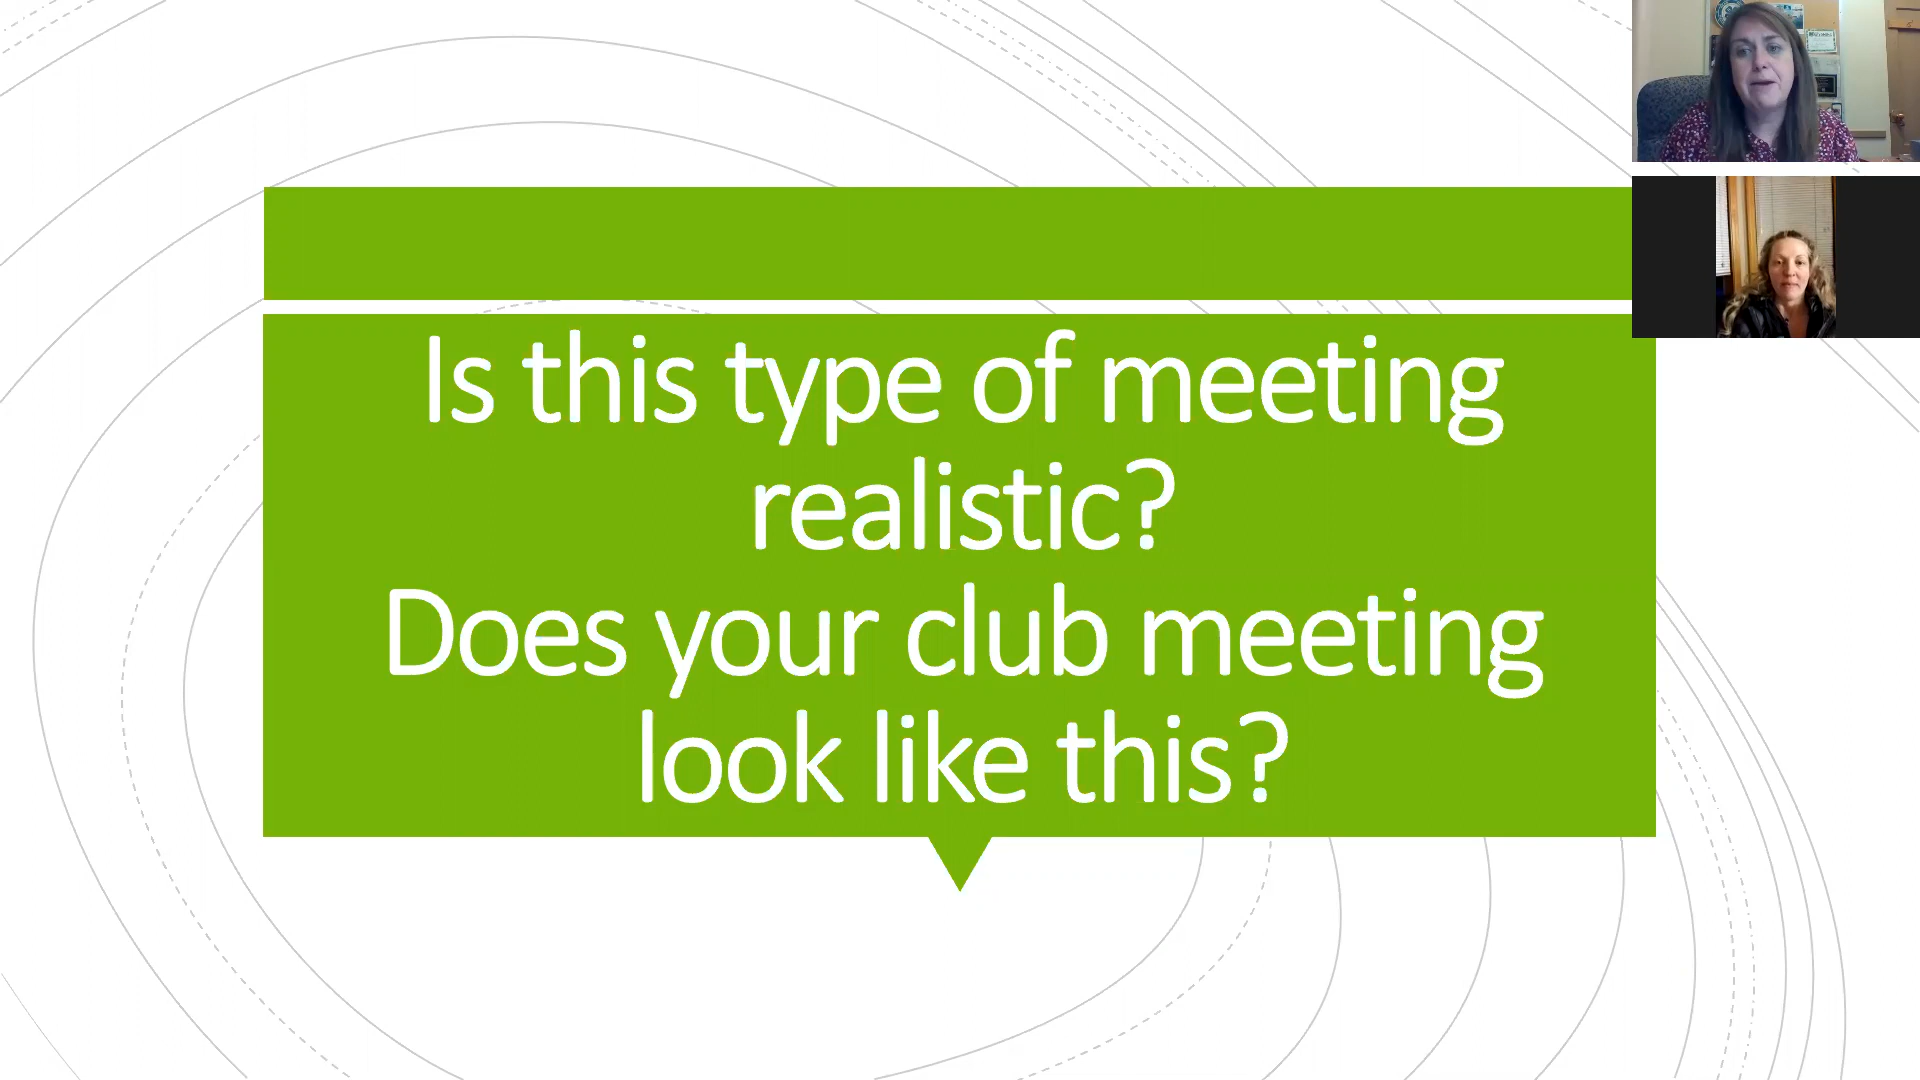 Is this type of meeting
realistic?
Does your club meeting
look like this?